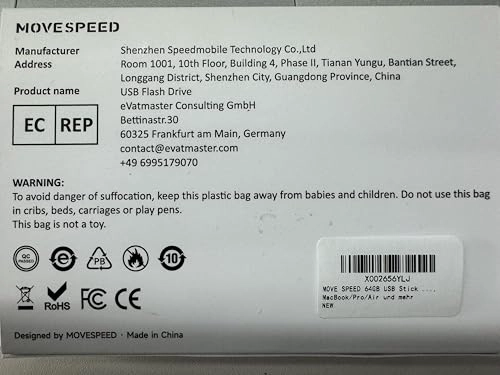 MOVESPEED
Manufacturer Shenzhen Speedmobile Technology Co.,Ltd
Address Room 1001, 10th Floor, Building 4, Phase II, Tianan Yungu, Bantian Street,
Longgang District, Shenzhen City, Guangdong Province, China
Product name USB Flash Drive
EC REP
eVatmaster Consulting GmbH
Bettinastr.30
60325 Frankfurt am Main, Germany
contact@evatmaster.com
+49 6995179070
WARNING:
To avoid danger of suffocation, keep this plastic bag away from babies and children. Do not use this bag
in cribs, beds, carriages or play pens.
This bag is not a toy.
QC
PASSED
e
PB
10
RoHS
FC
CE
X002656YLJ
MOVE SPEED 64GB USB Stick ....
MacBook/Pro/Air und mehr
NEW
Designed by MOVESPEED · Made in China